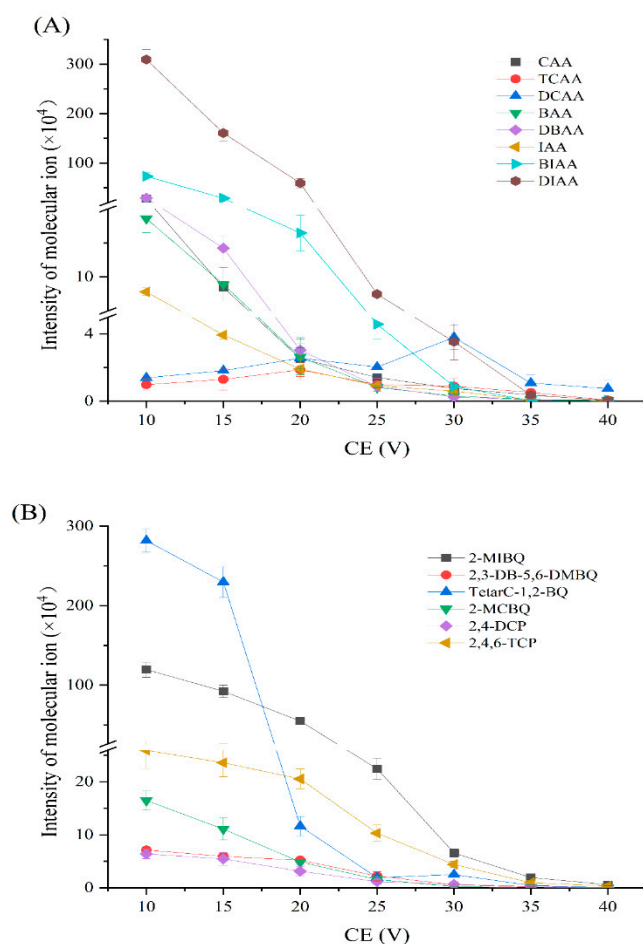 (A)
Intensity of molecular ion (×10⁴)
300
200
100
10
4
0
CAA
TCAA
DCAA
BAA
DBAA
IAA
BIAA
DIAA
10 15 20 25 30 35 40
CE (V)
(B)
Intensity of molecular ion (×10⁴)
300
200
100
20
10
0
2-MIBQ
2,3-DB-5,6-DMBQ
TetarC-1,2-BQ
2-MCBQ
2,4-DCP
2,4,6-TCP
10 15 20 25 30 35 40
CE (V)